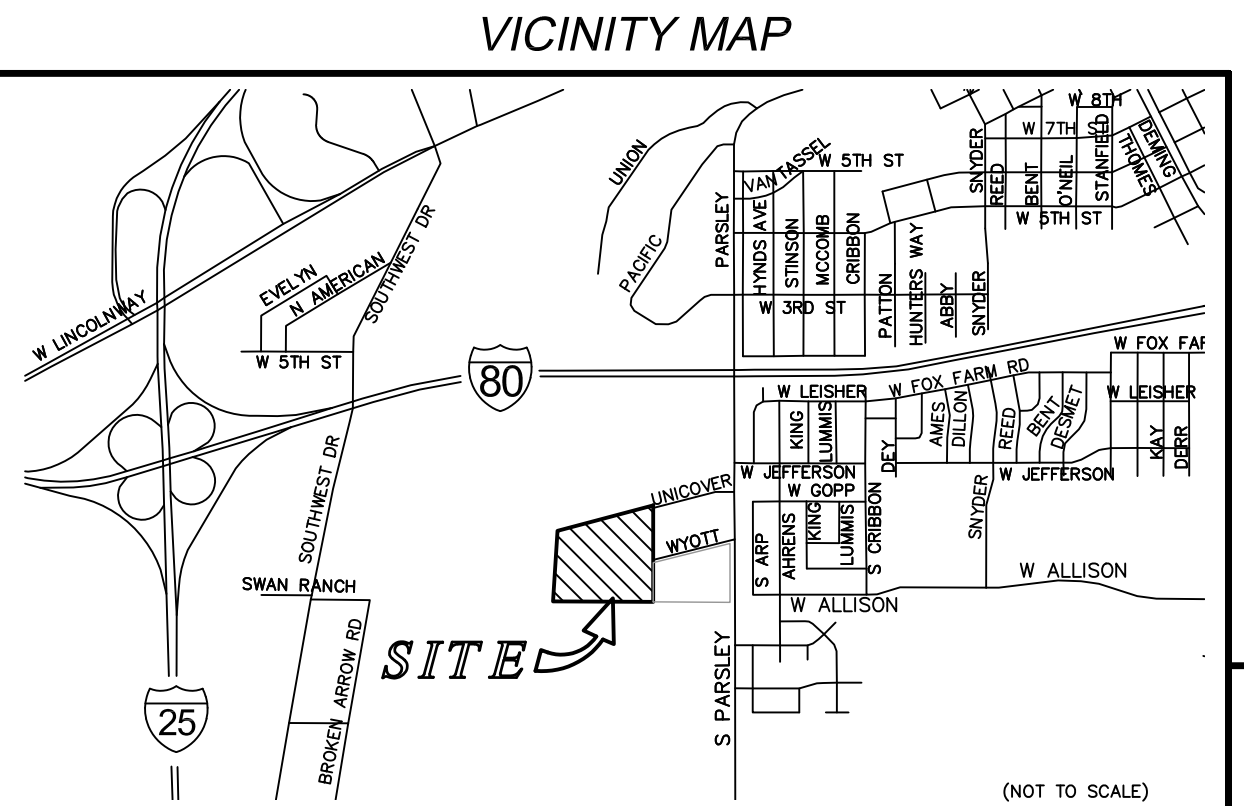 VICINITY MAP
W 8TH
W 7TH ST
DEMING
THOMES
STANFIELD
O'NEIL
BENT
REED
SNYDER
W 5TH ST
UNION
VAN TASSEL
W 5TH ST
PACIFIC
PARSLEY
HYNDS AVE
STINSON
MCCOMB
CRIBBON
W 3RD ST
PATTON
HUNTERS WAY
ABBY
SNYDER
SOUTHWEST DR
EVELYN
N AMERICAN
W LINCOLNWAY
W 5TH ST
80
W FOX FAR
W FOX FARM RD
W LEISHER
W LEISHER
KING
LUMMIS
DEY
AMES
DILLON
REED
BENT
DESMET
KAY
DERR
W JEFFERSON
W JEFFERSON
SOUTHWEST DR
UNICOVER
WYOTT
W GOPP
S ARP
AHRENS
KING
LUMMIS
S CRIBBON
SNYDER
SWAN RANCH
W ALLISON
W ALLISON
SITE
BROKEN ARROW RD
S PARSLEY
25
(NOT TO SCALE)